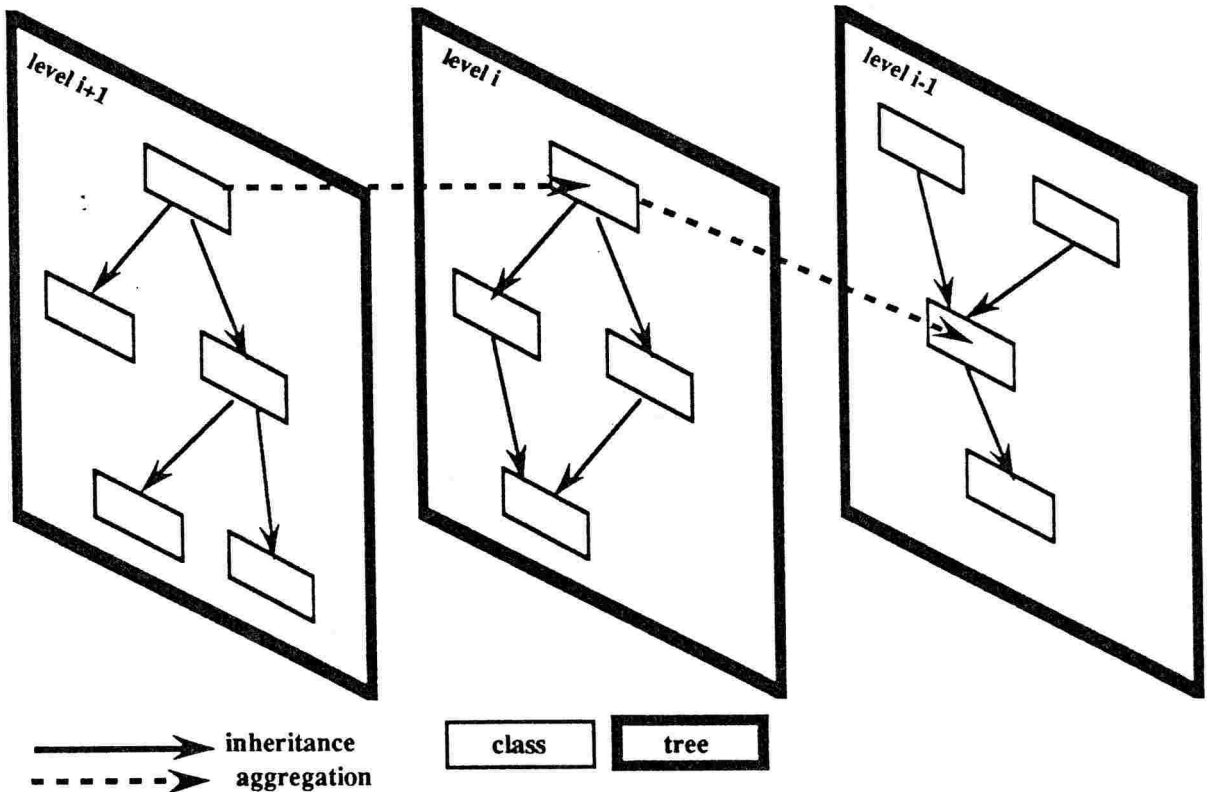 level i+1
level i
level i-1
inheritance
aggregation
class
tree